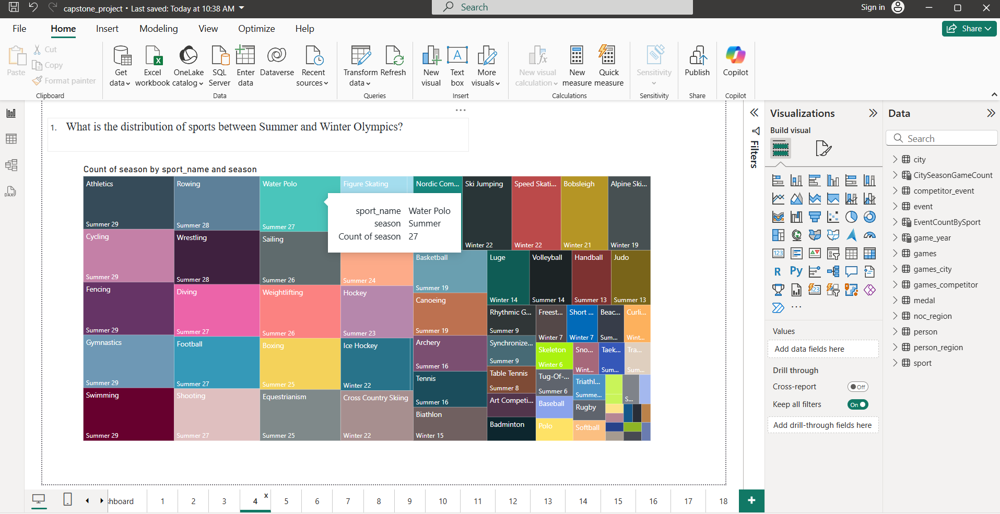 capstone_project • Last saved: Today at 10:38 AM
Search
Sign in
File Home Insert Modeling View Optimize Help
Share
Paste
Cut
Copy
Format painter
Clipboard
Get data
Excel workbook
OneLake catalog
SQL Server
Enter data
Dataverse
Recent sources
Data
Transform data
Refresh
Queries
New visual
Text box
More visuals
Insert
New visual calculation
New measure
Quick measure
Calculations
Sensitivity
Sensitivity
Publish
Share
Copilot
Copilot
DAX
1. What is the distribution of sports between Summer and Winter Olympics?
Count of season by sport_name and season
Athletics
Summer 29
Cycling
Summer 29
Fencing
Summer 29
Gymnastics
Summer 29
Swimming
Summer 29
Rowing
Summer 28
Wrestling
Summer 28
Diving
Summer 27
Football
Summer 27
Shooting
Summer 27
Water Polo
Summer 27
Sailing
Summer 26
Weightlifting
Summer 26
Boxing
Summer 25
Equestrianism
Summer 25
Figure Skating
Summer 24
Hockey
Summer 23
Ice Hockey
Winter 22
Cross Country Skiing
Winter 22
sport_name Water Polo
season Summer
Count of season 27
Nordic Com...
Ski Jumping
Winter 22
Speed Skati...
Winter 22
Bobsleigh
Winter 21
Alpine Ski...
Winter 19
Basketball
Summer 19
Canoeing
Summer 19
Archery
Summer 16
Tennis
Summer 16
Biathlon
Winter 15
Luge
Winter 14
Volleyball
Summer 14
Handball
Summer 13
Judo
Summer 13
Rhythmic G...
Summer 9
Synchronize...
Summer 9
Table Tennis
Summer 8
Art Competi...
Badminton
Freest...
Winter 7
Short ...
Winter 7
Beac...
Sum...
Curli...
Wint...
Skeleton
Winter 6
Sno...
Wint...
Taek...
Sum...
Tra...
Sum...
Tug-Of-...
Summer 6
Triathl...
Summe...
Baseball
Rugby
Polo
Softball
S...
Filters
Visualizations
Build visual
123
R
Py
123
Values
Add data fields here
Drill through
Cross-report
Off
Keep all filters
On
Add drill-through fields here
Data
Search
city
CitySeasonGameCount
competitor_event
event
EventCountBySport
game_year
games
games_city
games_competitor
medal
noc_region
person
person_region
sport
shboard 1 2 3 4 x 5 6 7 8 9 10 11 12 13 14 15 16 17 18